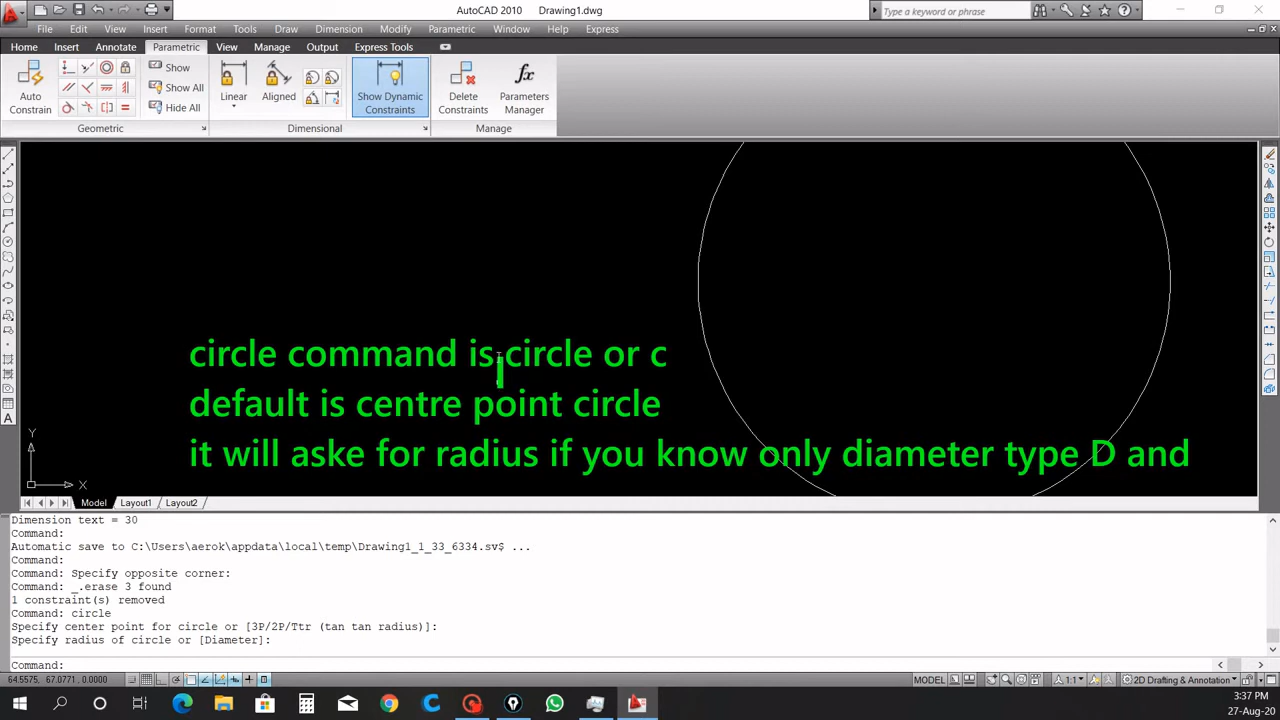 AutoCAD 2010 Drawing1.dwg
Type a keyword or phrase
File Edit View Insert Format Tools Draw Dimension Modify Parametric Window Help Express
Home Insert Annotate Parametric View Manage Output Express Tools
Auto Constrain
Show
Show All
Hide All
Linear
Aligned
Show Dynamic Constraints
Delete Constraints
fx
Parameters Manager
Geometric
Dimensional
Manage
circle command is circle or c
default is centre point circle
it will aske for radius if you know only diameter type D and
Y
X
Model Layout1 Layout2
Dimension text = 30
Command:
Automatic save to C:\Users\aerok\appdata\local\temp\Drawing1_1_33_6334.sv$ ...
Command:
Command: Specify opposite corner:
Command: _.erase 3 found
1 constraint(s) removed
Command: circle
Specify center point for circle or [3P/2P/Ttr (tan tan radius)]:
Specify radius of circle or [Diameter]:
Command:
64.5575, 67.0771, 0.0000
MODEL
1:1
2D Drafting & Annotation
3:37 PM
27-Aug-20